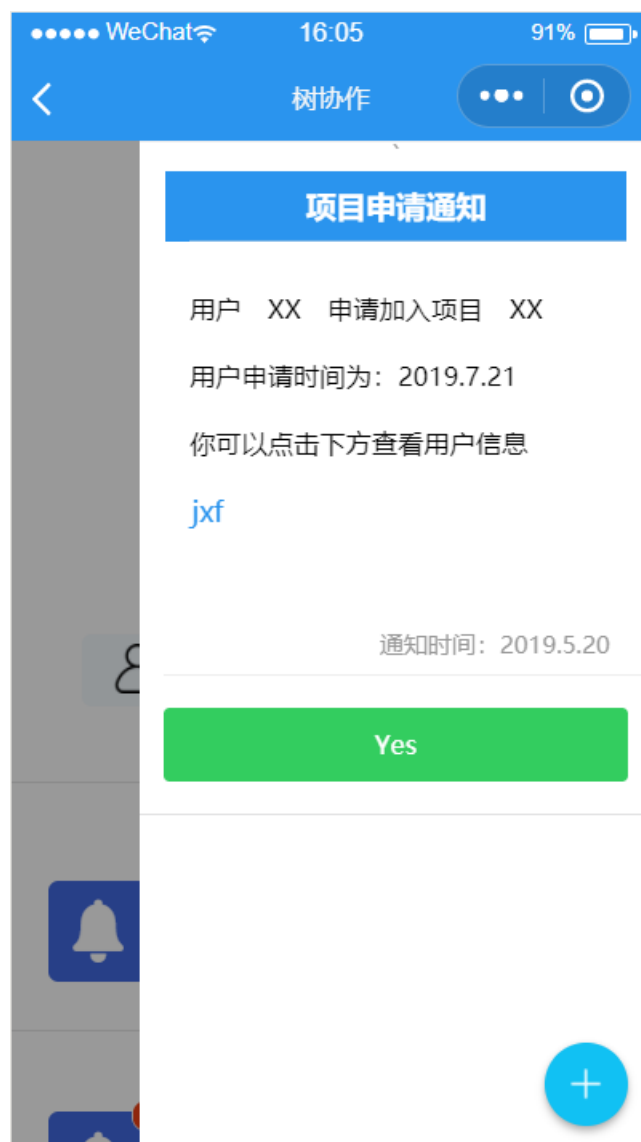 WeChat
16:05
91%
树协作
项目申请通知
用户 XX 申请加入项目 XX
用户申请时间为：2019.7.21
你可以点击下方查看用户信息
jxf
通知时间：2019.5.20
Yes